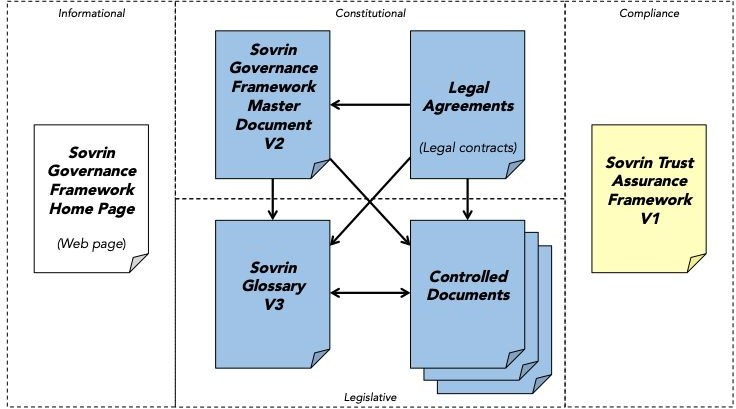 Informational
Constitutional
Compliance
Sovrin
Governance
Framework
Home Page
(Web page)
Sovrin
Governance
Framework
Master
Document
V2
Legal
Agreements
(Legal contracts)
Sovrin
Glossary
V3
Controlled
Documents
Legislative
Sovrin Trust
Assurance
Framework
V1